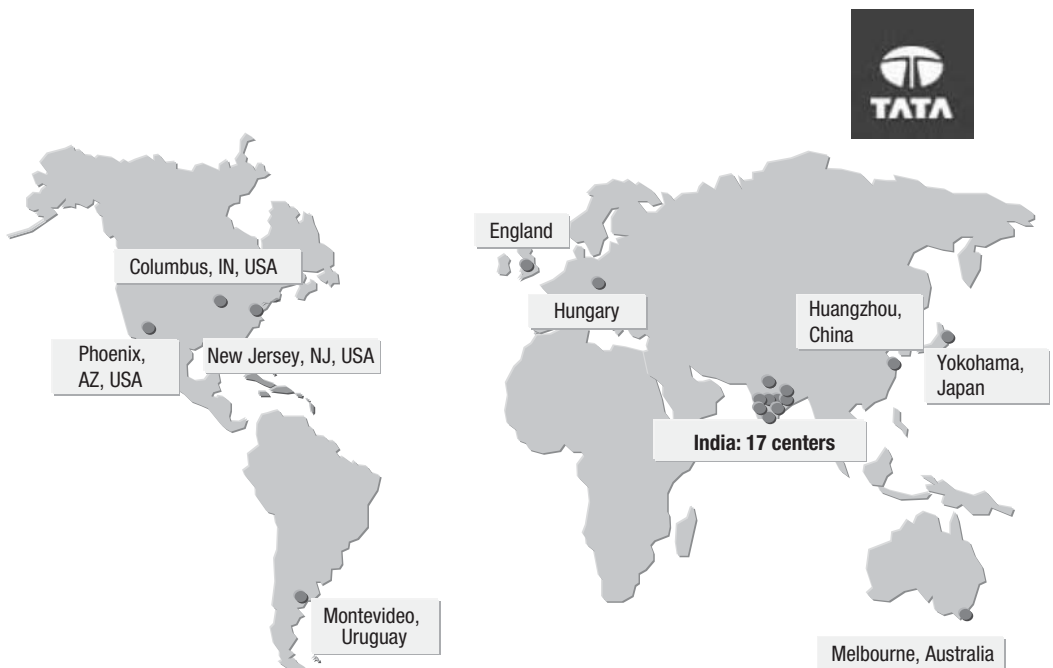 TATA
England
Columbus, IN, USA
Hungary
Huangzhou,
China
Phoenix,
AZ, USA
New Jersey, NJ, USA
Yokohama,
Japan
India: 17 centers
Montevideo,
Uruguay
Melbourne, Australia